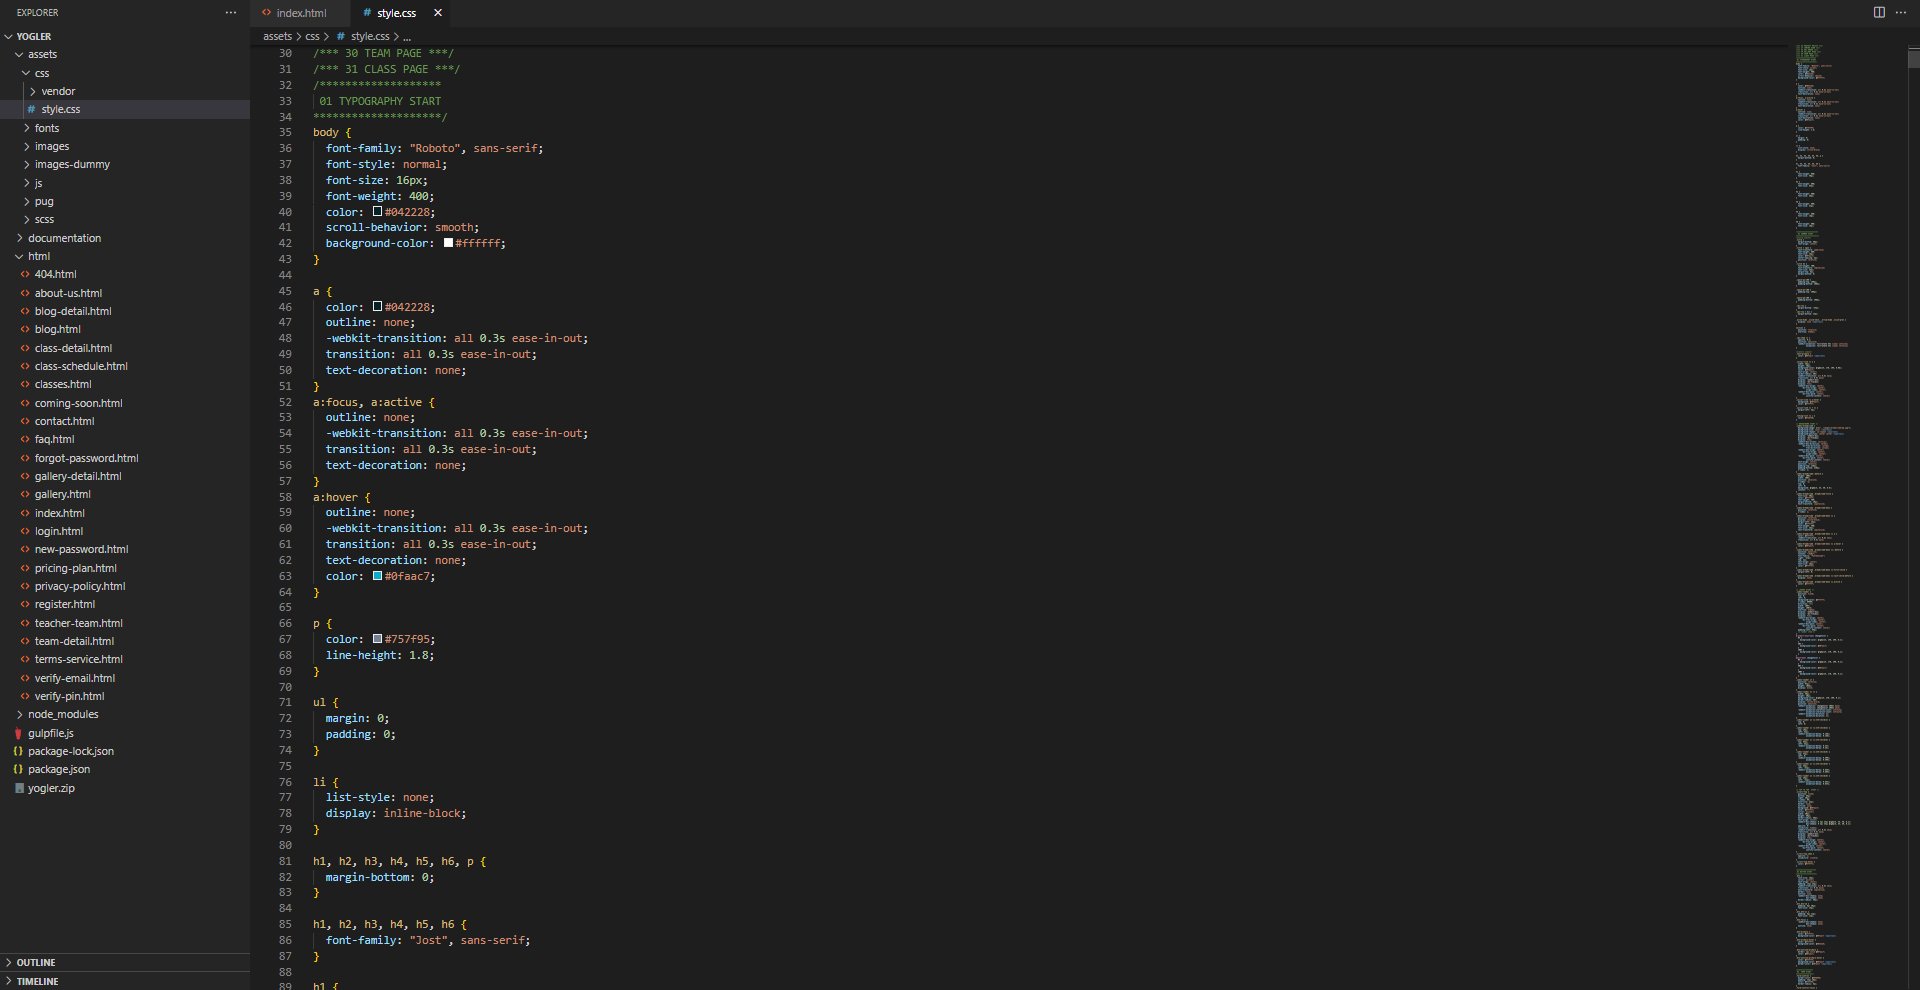 EXPLORER
YOGLER
assets
css
vendor
style.css
fonts
images
images-dummy
js
pug
scss
documentation
html
404.html
about-us.html
blog-detail.html
blog.html
class-detail.html
class-schedule.html
classes.html
coming-soon.html
contact.html
faq.html
forgot-password.html
gallery-detail.html
gallery.html
index.html
login.html
new-password.html
pricing-plan.html
privacy-policy.html
register.html
teacher-team.html
team-detail.html
terms-service.html
verify-email.html
verify-pin.html
node_modules
gulpfile.js
package-lock.json
package.json
yogler.zip
OUTLINE
TIMELINE
index.html
# style.css
assets > css > # style.css > ...
30 /*** 30 TEAM PAGE ***/
31 /*** 31 CLASS PAGE ***/
32 /*******************
33 01 TYPOGRAPHY START
34 ********************/
35 body {
36 font-family: "Roboto", sans-serif;
37 font-style: normal;
38 font-size: 16px;
39 font-weight: 400;
40 color: #042228;
41 scroll-behavior: smooth;
42 background-color: #ffffff;
43 }
44
45 a {
46 color: #042228;
47 outline: none;
48 -webkit-transition: all 0.3s ease-in-out;
49 transition: all 0.3s ease-in-out;
50 text-decoration: none;
51 }
52 a:focus, a:active {
53 outline: none;
54 -webkit-transition: all 0.3s ease-in-out;
55 transition: all 0.3s ease-in-out;
56 text-decoration: none;
57 }
58 a:hover {
59 outline: none;
60 -webkit-transition: all 0.3s ease-in-out;
61 transition: all 0.3s ease-in-out;
62 text-decoration: none;
63 color: #0faac7;
64 }
65
66 p {
67 color: #757f95;
68 line-height: 1.8;
69 }
70
71 ul {
72 margin: 0;
73 padding: 0;
74 }
75
76 li {
77 list-style: none;
78 display: inline-block;
79 }
80
81 h1, h2, h3, h4, h5, h6, p {
82 margin-bottom: 0;
83 }
84
85 h1, h2, h3, h4, h5, h6 {
86 font-family: "Jost", sans-serif;
87 }
88
89 h1 {